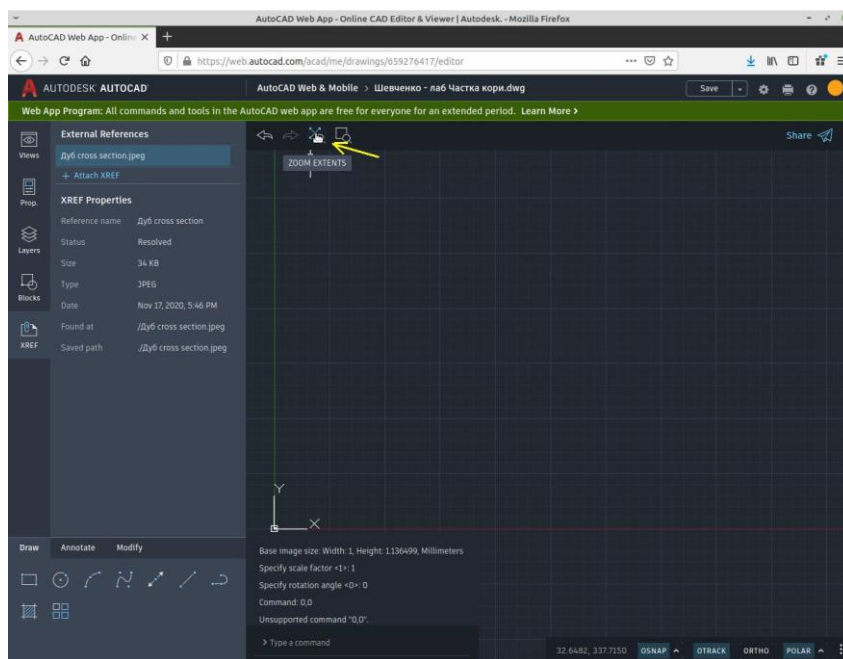 AutoCAD Web App - Online CAD Editor & Viewer | Autodesk. - Mozilla Firefox
AutoCAD Web App - Online
https://web.autocad.com/acad/me/drawings/659276417/editor
AUTODESK' AUTOCAD'
AutoCAD Web & Mobile > Шевченко - лаб Частка кори.dwg
Save
Web App Program: All commands and tools in the AutoCAD web app are free for everyone for an extended period. Learn More >
Views
Prop.
Layers
Blocks
XREF
External References
Дуб cross section.jpeg
+ Attach XREF
XREF Properties
Reference name Дуб cross section
Status Resolved
Size 34 KB
Type JPEG
Date Nov 17, 2020, 5:46 PM
Found at /Дуб cross section.jpeg
Saved path ./Дуб cross section.jpeg
Share
ZOOM EXTENTS
Y
X
Draw Annotate Modify
Base image size: Width: 1, Height: 1.136499, Millimeters
Specify scale factor <1>: 1
Specify rotation angle <0>: 0
Command: 0,0
Unsupported command "0,0".
> Type a command
32.6482, 337.7150 OSNAP OTRACK ORTHO POLAR